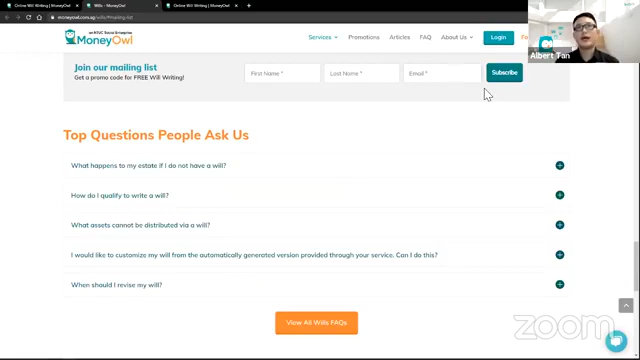 Online Will Writing | MoneyOwl
Wills - MoneyOwl
Online Will Writing | MoneyOwl
moneyowl.com.sg/wills/#mailing-list
an NTUC Social Enterprise
MoneyOwl
Services
Promotions
Articles
FAQ
About Us
Login
Albert Tan
Join our mailing list
Get a promo code for FREE Will Writing!
First Name *
Last Name *
Email *
Subscribe
Top Questions People Ask Us
What happens to my estate if I do not have a will?
How do I qualify to write a will?
What assets cannot be distributed via a will?
I would like to customize my will from the automatically generated version provided through your service. Can I do this?
When should I revise my will?
View All Wills FAQs
zoom